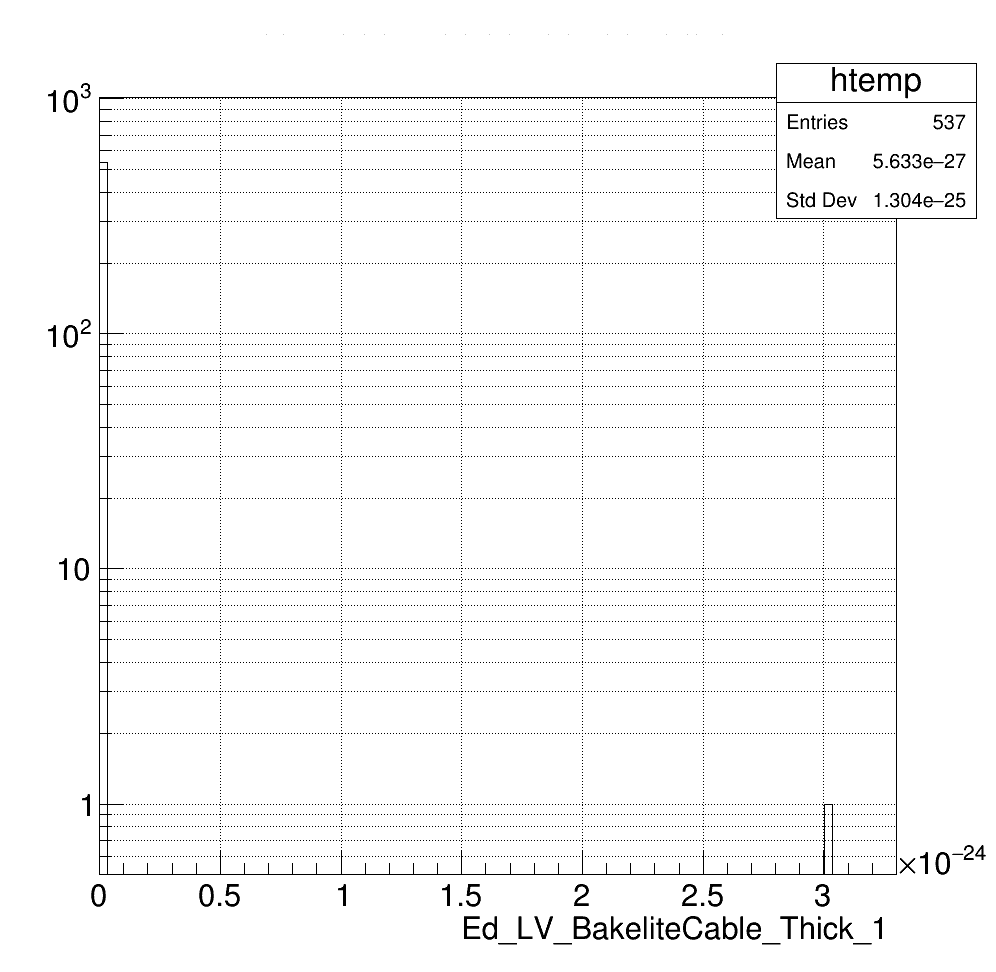 htemp
Entries 537
Mean 5.633e−27
Std Dev 1.304e−25
10³
10²
10
1
0 0.5 1 1.5 2 2.5 3
×10⁻²⁴
Ed_LV_BakeliteCable_Thick_1